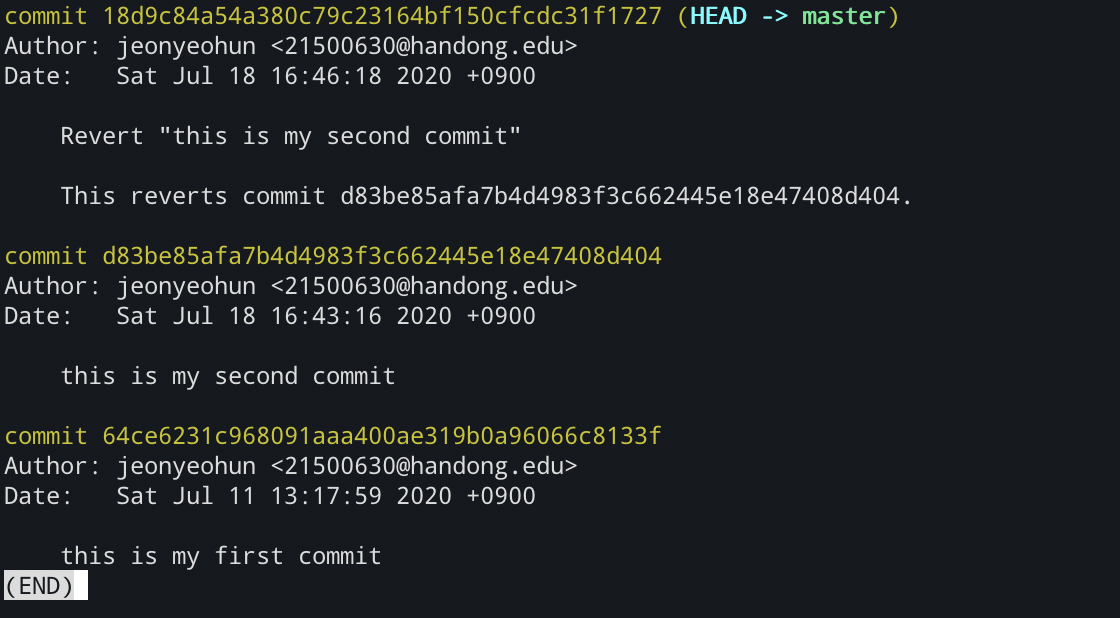 commit 18d9c84a54a380c79c23164bf150cfcdc31f1727 (HEAD -> master)
Author: jeonyeohun <21500630@handong.edu>
Date:   Sat Jul 18 16:46:18 2020 +0900
Revert "this is my second commit"
This reverts commit d83be85afa7b4d4983f3c662445e18e47408d404.
commit d83be85afa7b4d4983f3c662445e18e47408d404
Author: jeonyeohun <21500630@handong.edu>
Date:   Sat Jul 18 16:43:16 2020 +0900
this is my second commit
commit 64ce6231c968091aaa400ae319b0a96066c8133f
Author: jeonyeohun <21500630@handong.edu>
Date:   Sat Jul 11 13:17:59 2020 +0900
this is my first commit
(END)